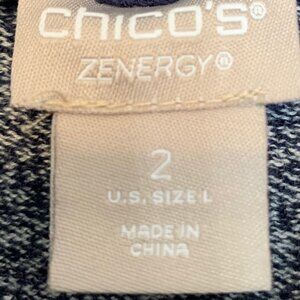 chico's®
ZENERGY®
2
U.S. SIZE L
MADE IN
CHINA